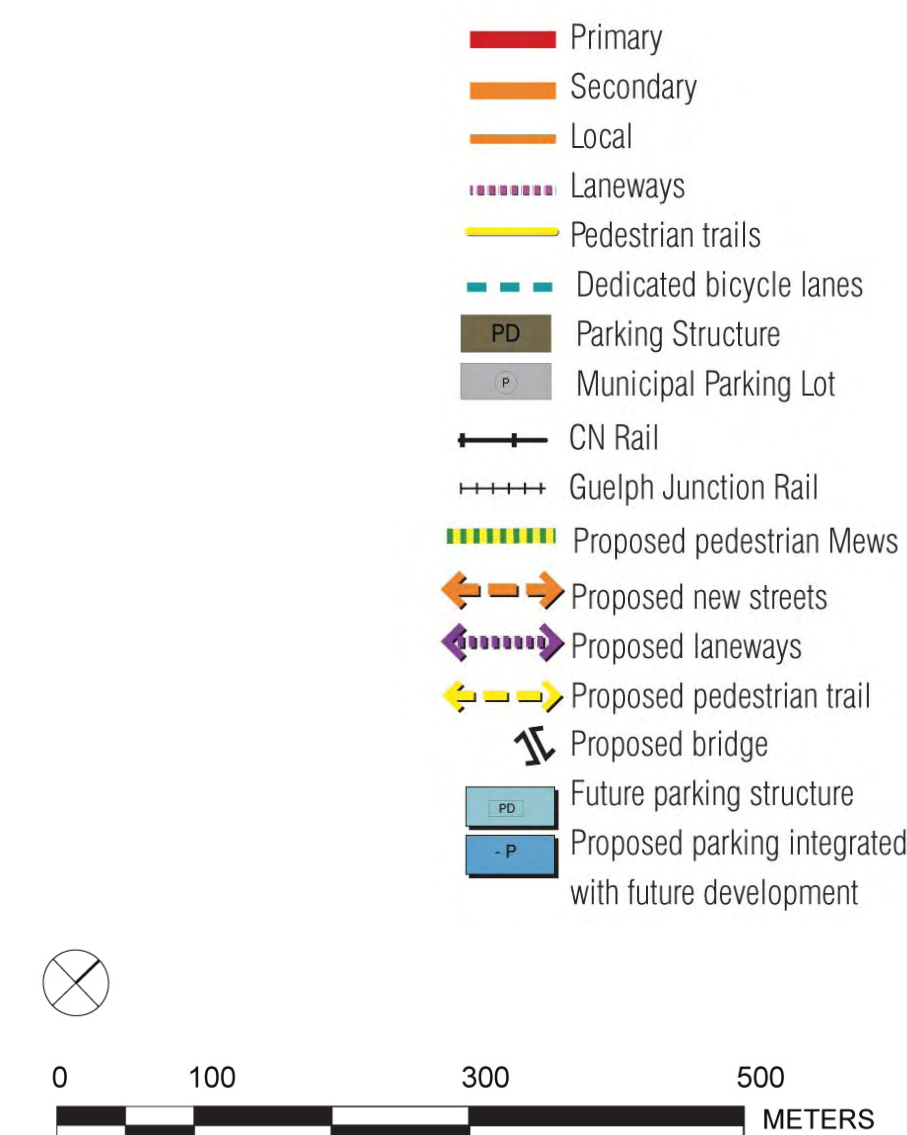 Primary
Secondary
Local
Laneways
Pedestrian trails
Dedicated bicycle lanes
PD Parking Structure
P Municipal Parking Lot
CN Rail
Guelph Junction Rail
Proposed pedestrian Mews
Proposed new streets
Proposed laneways
Proposed pedestrian trail
Proposed bridge
PD Future parking structure
- P Proposed parking integrated
with future development
0 100 300 500
METERS